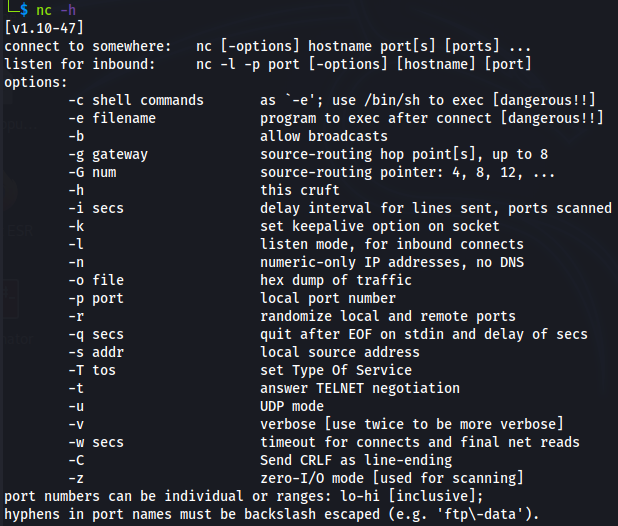 └─$ nc -h
[v1.10-47]
connect to somewhere:   nc [-options] hostname port[s] [ports] ...
listen for inbound:     nc -l -p port [-options] [hostname] [port]
options:
        -c shell commands       as `-e'; use /bin/sh to exec [dangerous!!]
        -e filename             program to exec after connect [dangerous!!]
        -b                      allow broadcasts
        -g gateway              source-routing hop point[s], up to 8
        -G num                  source-routing pointer: 4, 8, 12, ...
        -h                      this cruft
        -i secs                 delay interval for lines sent, ports scanned
        -k                      set keepalive option on socket
        -l                      listen mode, for inbound connects
        -n                      numeric-only IP addresses, no DNS
        -o file                 hex dump of traffic
        -p port                 local port number
        -r                      randomize local and remote ports
        -q secs                 quit after EOF on stdin and delay of secs
        -s addr                 local source address
        -T tos                  set Type Of Service
        -t                      answer TELNET negotiation
        -u                      UDP mode
        -v                      verbose [use twice to be more verbose]
        -w secs                 timeout for connects and final net reads
        -C                      Send CRLF as line-ending
        -z                      zero-I/O mode [used for scanning]
port numbers can be individual or ranges: lo-hi [inclusive];
hyphens in port names must be backslash escaped (e.g. 'ftp\-data').